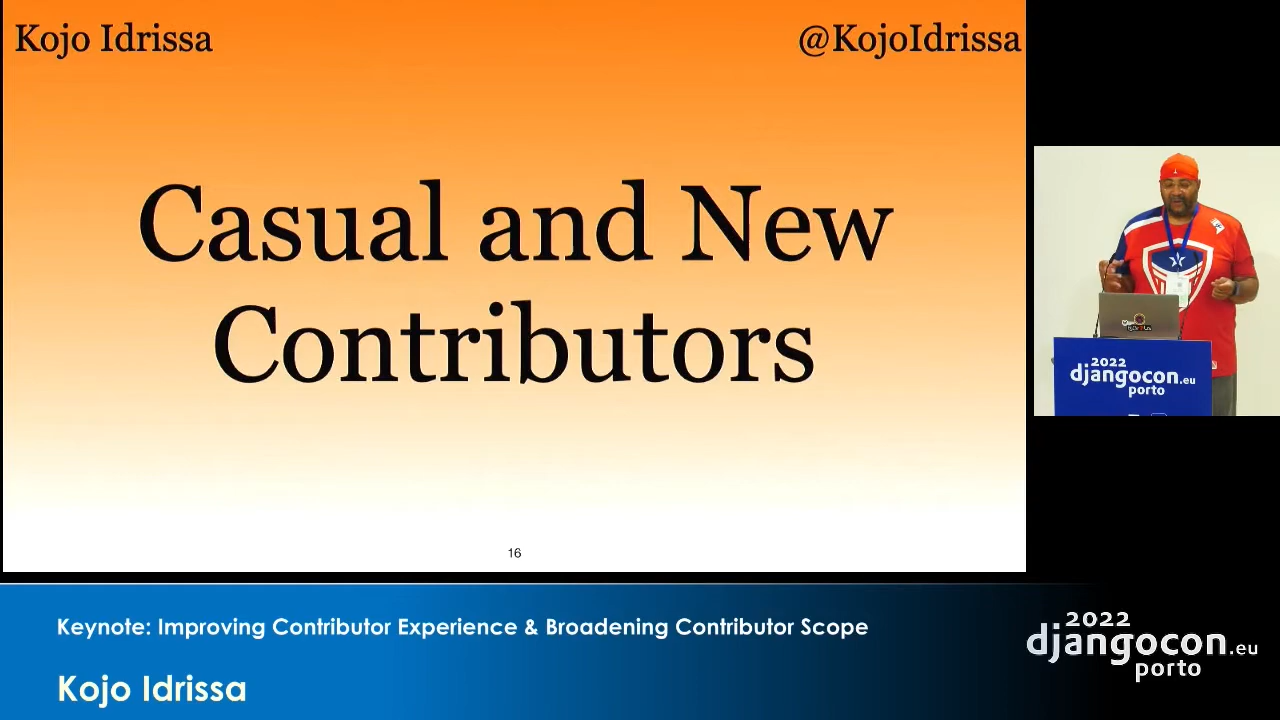 Kojo Idrissa
@KojoIdrissa
Casual and New
Contributors
16
2022
djangocon.eu
porto
Keynote: Improving Contributor Experience & Broadening Contributor Scope
Kojo Idrissa
2022
djangocon.eu
porto